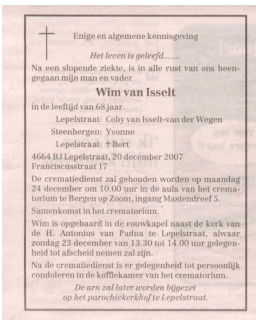 Enige en algemene kennisgeving
Het leven is geleefd.......
Na een slopende ziekte, is in alle rust van ons heen-
gegaan mijn man en vader
Wim van Isselt
in de leeftijd van 68 jaar.
Lepelstraat: Coby van Isselt-van der Wegen
Steenbergen: Yvonne
Lepelstraat: † Bert
4664 BJ Lepelstraat, 20 december 2007
Franciscusstraat 17
De crematiedienst zal gehouden worden op maandag
24 december om 10.00 uur in de aula van het crema-
torium te Bergen op Zoom, ingang Mastendreef 5.
Samenkomst in het crematorium.
Wim is opgebaard in de rouwkapel naast de kerk van
de H. Antonius van Padua te Lepelstraat, alwaar
zondag 23 december van 13.30 tot 14.00 uur gelegen-
heid tot afscheid nemen zal zijn.
Na de crematiedienst is er gelegenheid tot persoonlijk
condoleren in de koffiekamer van het crematorium.
De urn zal later worden bijgezet
op het parochiekerkhof te Lepelstraat.